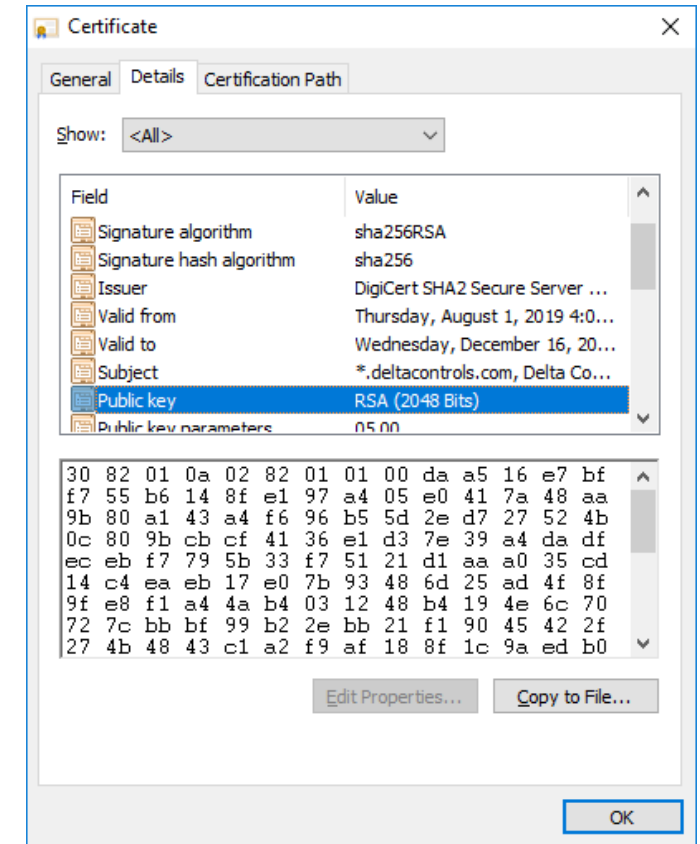 Certificate
General Details Certification Path
Show: <All>
Field Value
Signature algorithm sha256RSA
Signature hash algorithm sha256
Issuer DigiCert SHA2 Secure Server ...
Valid from Thursday, August 1, 2019 4:0...
Valid to Wednesday, December 16, 20...
Subject *.deltacontrols.com, Delta Co...
Public key RSA (2048 Bits)
Public key parameters 05 00
30 82 01 0a 02 82 01 01 00 da a5 16 e7 bf
f7 55 b6 14 8f e1 97 a4 05 e0 41 7a 48 aa
9b 80 a1 43 a4 f6 96 b5 5d 2e d7 27 52 4b
0c 80 9b cb cf 41 36 e1 d3 7e 39 a4 da df
ec eb f7 79 5b 33 f7 51 21 d1 aa a0 35 cd
14 c4 ea eb 17 e0 7b 93 48 6d 25 ad 4f 8f
9f e8 f1 a4 4a b4 03 12 48 b4 19 4e 6c 70
72 7c bb bf 99 b2 2e bb 21 f1 90 45 42 2f
27 4b 48 43 c1 a2 f9 af 18 8f 1c 9a ed b0
Edit Properties... Copy to File...
OK